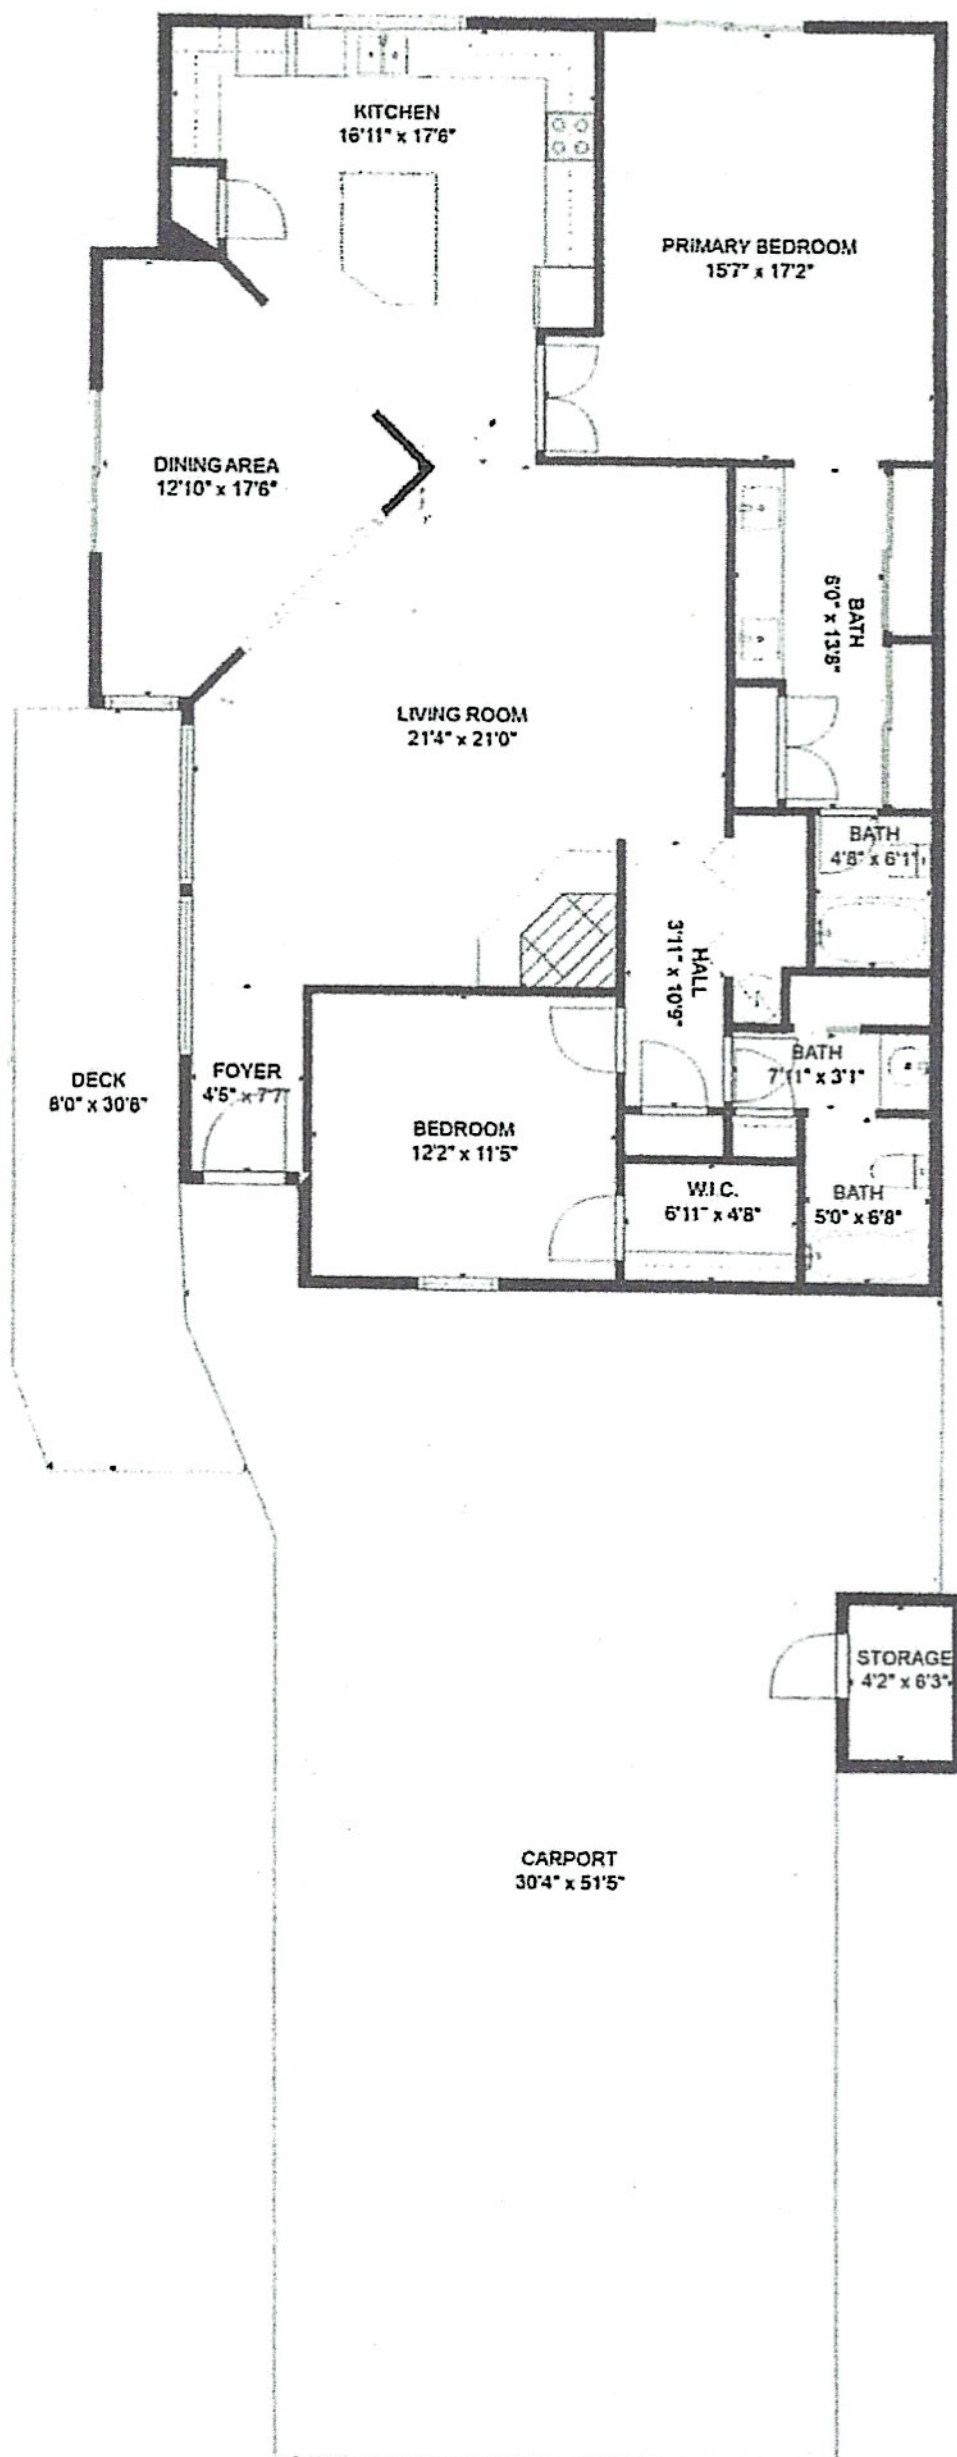 KITCHEN
16'11" x 17'6"
PRIMARY BEDROOM
15'7" x 17'2"
DINING AREA
12'10" x 17'6"
BATH
6'0" x 13'8"
LIVING ROOM
21'4" x 21'0"
BATH
4'8" x 6'1"
HALL
3'11" x 10'9"
BATH
7'11" x 3'1"
FOYER
4'5" x 7'7"
DECK
8'0" x 30'8"
BEDROOM
12'2" x 11'5"
W.I.C.
6'11" x 4'8"
BATH
5'0" x 6'8"
STORAGE
4'2" x 6'3"
CARPORT
30'4" x 51'5"